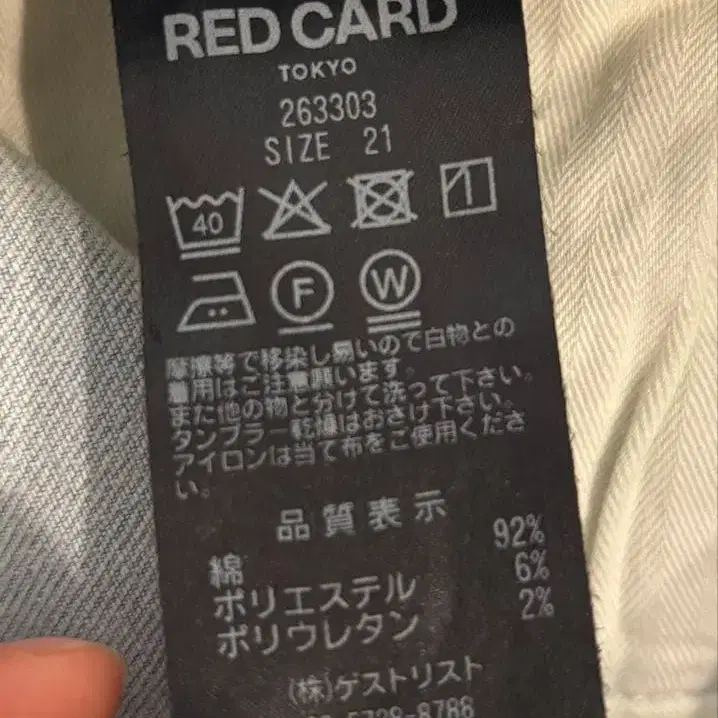 RED CARD
TOKYO
263303
SIZE 21
40
F W
摩擦等で移染し易いので白物との
着用はご注意願います。
また他の物と分けて洗って下さい。
タンブラー乾燥はおさけ下さい。
アイロンは当て布をご使用くださ
い。
品質表示
綿 92%
ポリエステル 6%
ポリウレタン 2%
(株)ゲストリスト
5728-8788